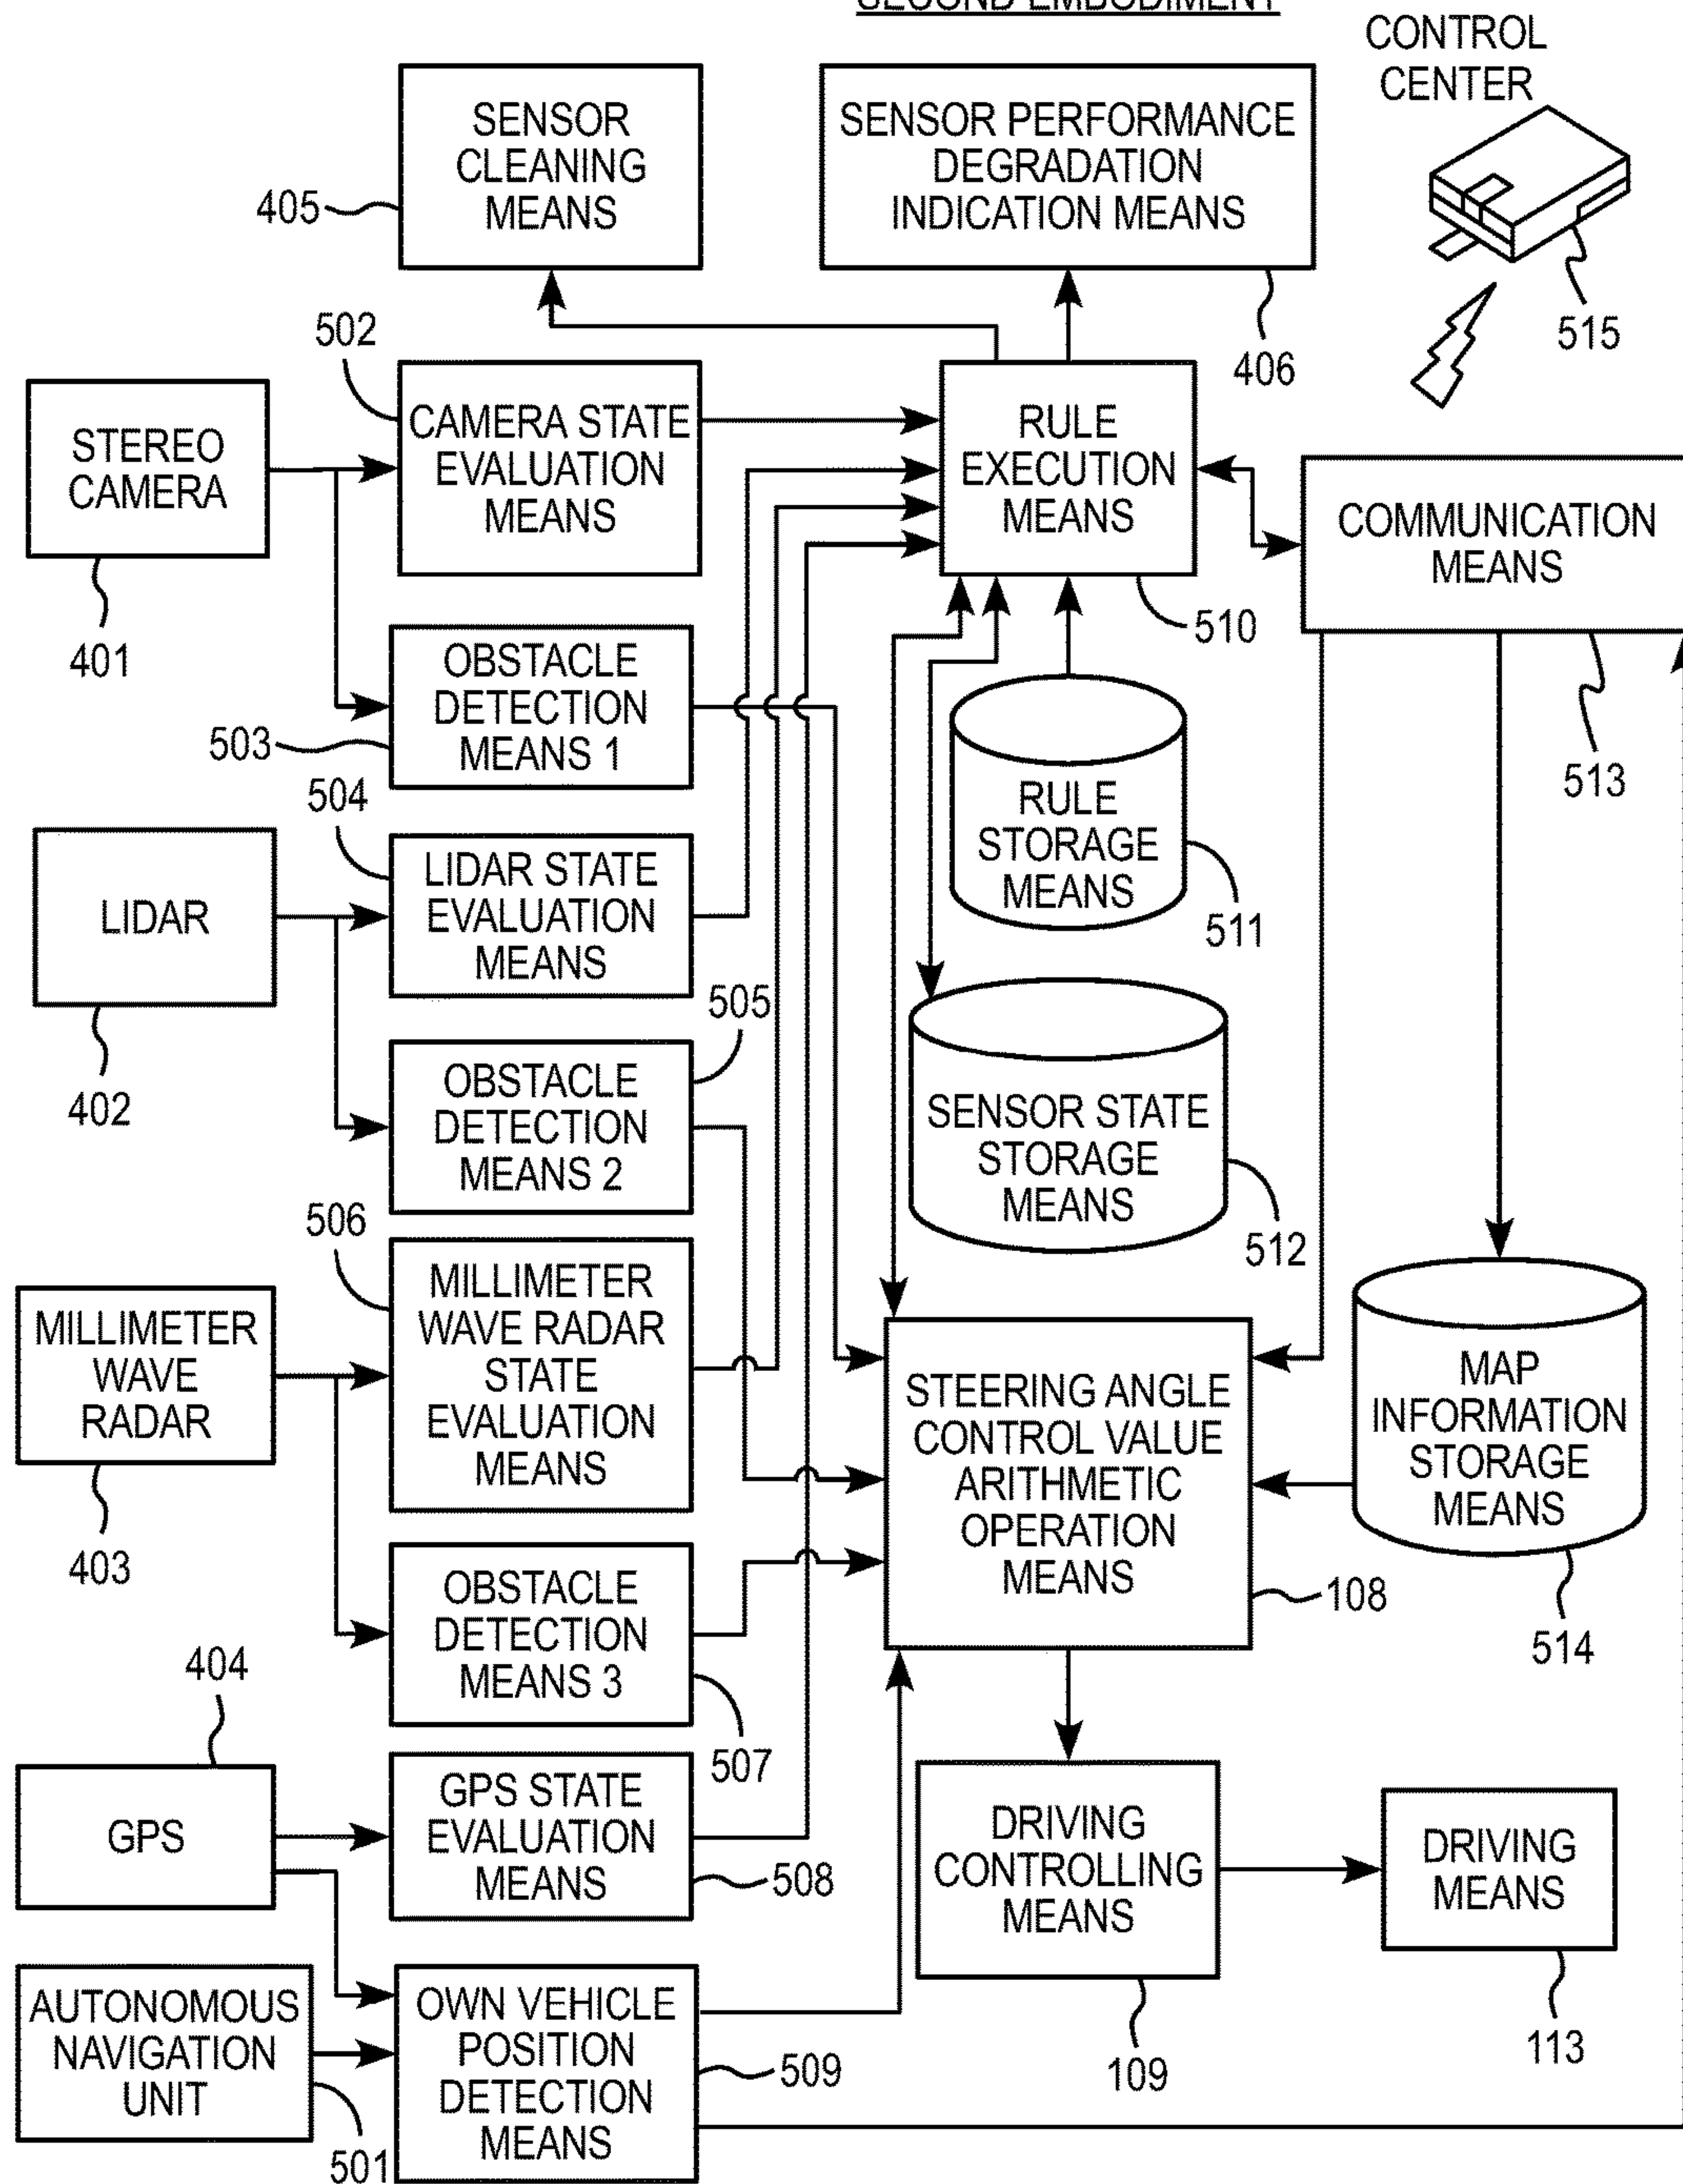 SECOND EMBODIMENT
CONTROL
CENTER
515
SENSOR
CLEANING
MEANS
405
SENSOR PERFORMANCE
DEGRADATION
INDICATION MEANS
406
STEREO
CAMERA
401
502
CAMERA STATE
EVALUATION
MEANS
RULE
EXECUTION
MEANS
510
COMMUNICATION
MEANS
513
OBSTACLE
DETECTION
MEANS 1
503
RULE
STORAGE
MEANS
511
LIDAR
402
504
LIDAR STATE
EVALUATION
MEANS
505
OBSTACLE
DETECTION
MEANS 2
SENSOR STATE
STORAGE
MEANS
512
MILLIMETER
WAVE
RADAR
403
506
MILLIMETER
WAVE RADAR
STATE
EVALUATION
MEANS
STEERING ANGLE
CONTROL VALUE
ARITHMETIC
OPERATION
MEANS
108
MAP
INFORMATION
STORAGE
MEANS
514
OBSTACLE
DETECTION
MEANS 3
507
404
GPS
GPS STATE
EVALUATION
MEANS
508
DRIVING
CONTROLLING
MEANS
109
DRIVING
MEANS
113
AUTONOMOUS
NAVIGATION
UNIT
501
OWN VEHICLE
POSITION
DETECTION
MEANS
509